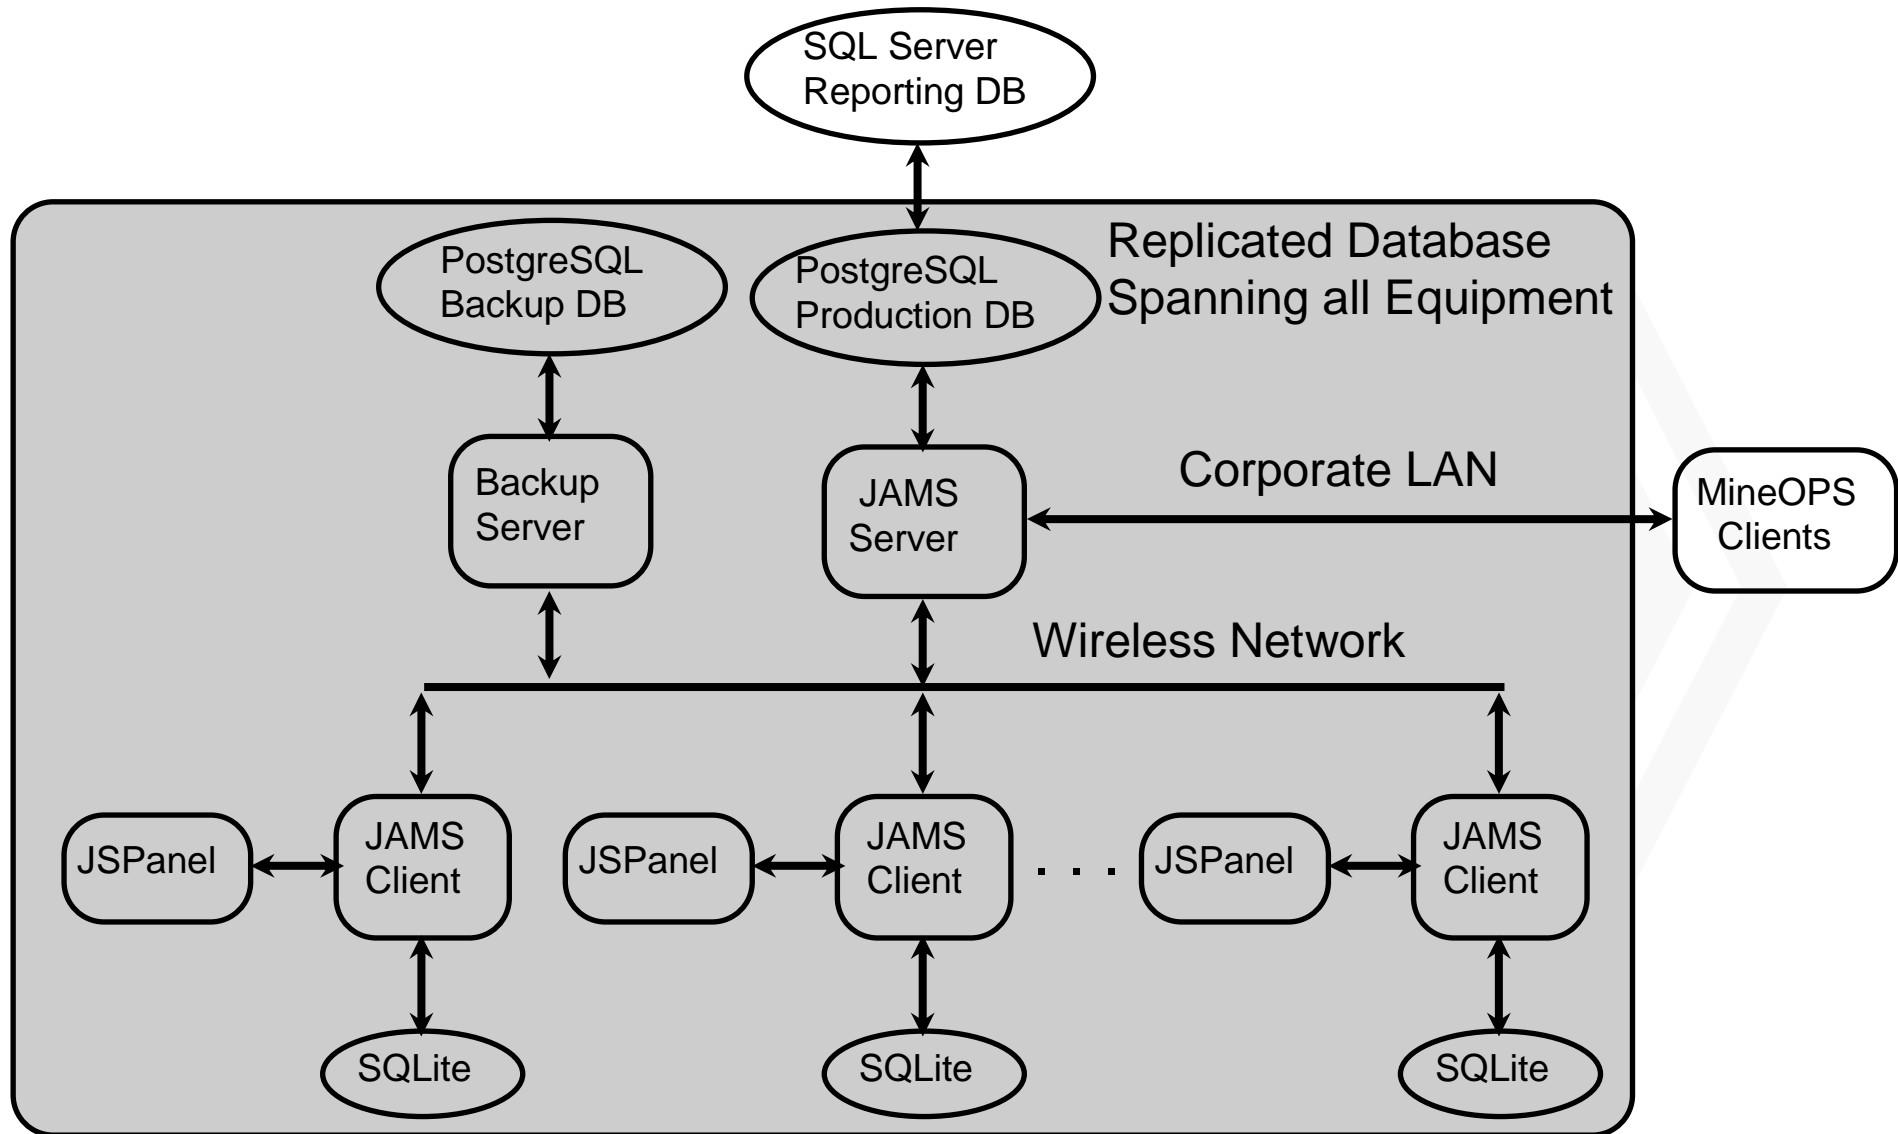 SQL Server
Reporting DB
PostgreSQL
Backup DB
PostgreSQL
Production DB
Replicated Database
Spanning all Equipment
Backup
Server
JAMS
Server
Corporate LAN
MineOPS
Clients
Wireless Network
JSPanel
JAMS
Client
JSPanel
JAMS
Client
. . .
JSPanel
JAMS
Client
SQLite
SQLite
SQLite